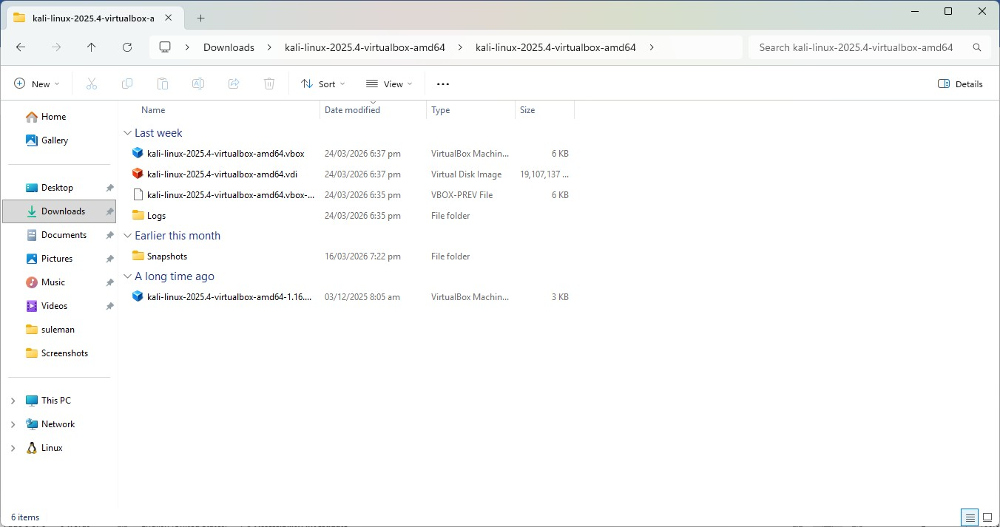 kali-linux-2025.4-virtualbox-a
Downloads
kali-linux-2025.4-virtualbox-amd64
kali-linux-2025.4-virtualbox-amd64
Search kali-linux-2025.4-virtualbox-amd64
New
Sort
View
Details
Home
Gallery
Desktop
Downloads
Documents
Pictures
Music
Videos
suleman
Screenshots
This PC
Network
Linux
Name Date modified Type Size
Last week
kali-linux-2025.4-virtualbox-amd64.vbox 24/03/2026 6:37 pm VirtualBox Machin... 6 KB
kali-linux-2025.4-virtualbox-amd64.vdi 24/03/2026 6:37 pm Virtual Disk Image 19,107,137 ...
kali-linux-2025.4-virtualbox-amd64.vbox-... 24/03/2026 6:35 pm VBOX-PREV File 6 KB
Logs 24/03/2026 6:35 pm File folder
Earlier this month
Snapshots 16/03/2026 7:22 pm File folder
A long time ago
kali-linux-2025.4-virtualbox-amd64-1.16.... 03/12/2025 8:05 am VirtualBox Machin... 3 KB
6 items